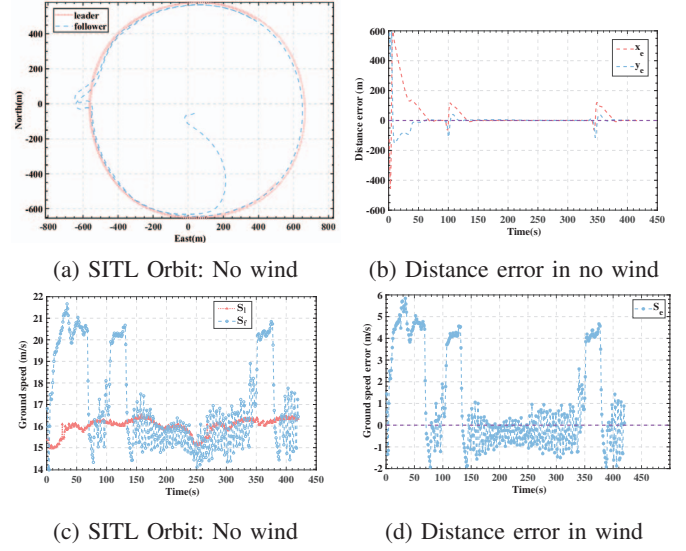 leader
follower
400
200
0
-200
-400
-600
North(m)
-800 -600 -400 -200 0 200 400 600 800
East(m)
(a) SITL Orbit: No wind
600
400
200
0
200
400
600
Distance error (m)
x_e
y_e
0 50 100 150 200 250 300 350 400 450
Time(s)
(b) Distance error in no wind
22
21
20
19
18
17
16
15
14
Ground speed (m/s)
S_l
S_f
0 50 100 150 200 250 300 350 400 450
Time(s)
(c) SITL Orbit: No wind
6
5
4
3
2
1
0
-1
-2
Ground speed error (m/s)
S_e
0 50 100 150 200 250 300 350 400 450
Time(s)
(d) Distance error in wind